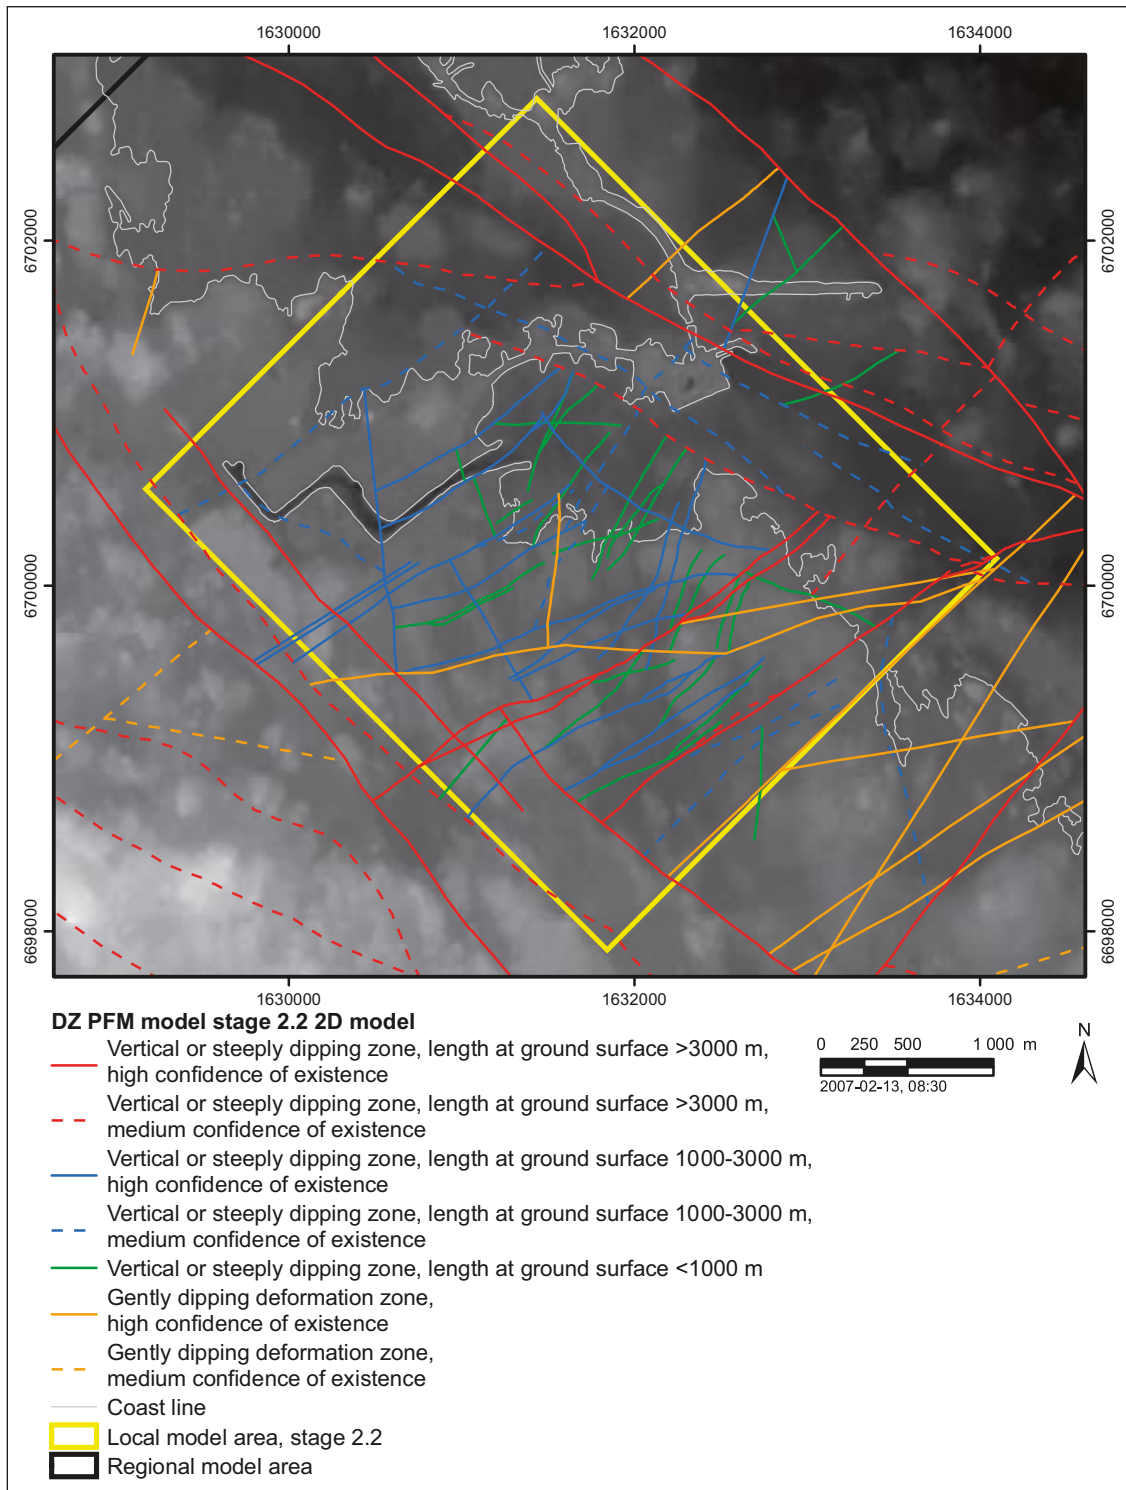 1630000 1632000 1634000
6702000 6702000
6700000 6700000
6698000 6698000
1630000 1632000 1634000
DZ PFM model stage 2.2 2D model
Vertical or steeply dipping zone, length at ground surface >3000 m,
high confidence of existence
Vertical or steeply dipping zone, length at ground surface >3000 m,
medium confidence of existence
Vertical or steeply dipping zone, length at ground surface 1000-3000 m,
high confidence of existence
Vertical or steeply dipping zone, length at ground surface 1000-3000 m,
medium confidence of existence
Vertical or steeply dipping zone, length at ground surface <1000 m
Gently dipping deformation zone,
high confidence of existence
Gently dipping deformation zone,
medium confidence of existence
Coast line
Local model area, stage 2.2
Regional model area
0 250 500 1 000 m
2007-02-13, 08:30
N